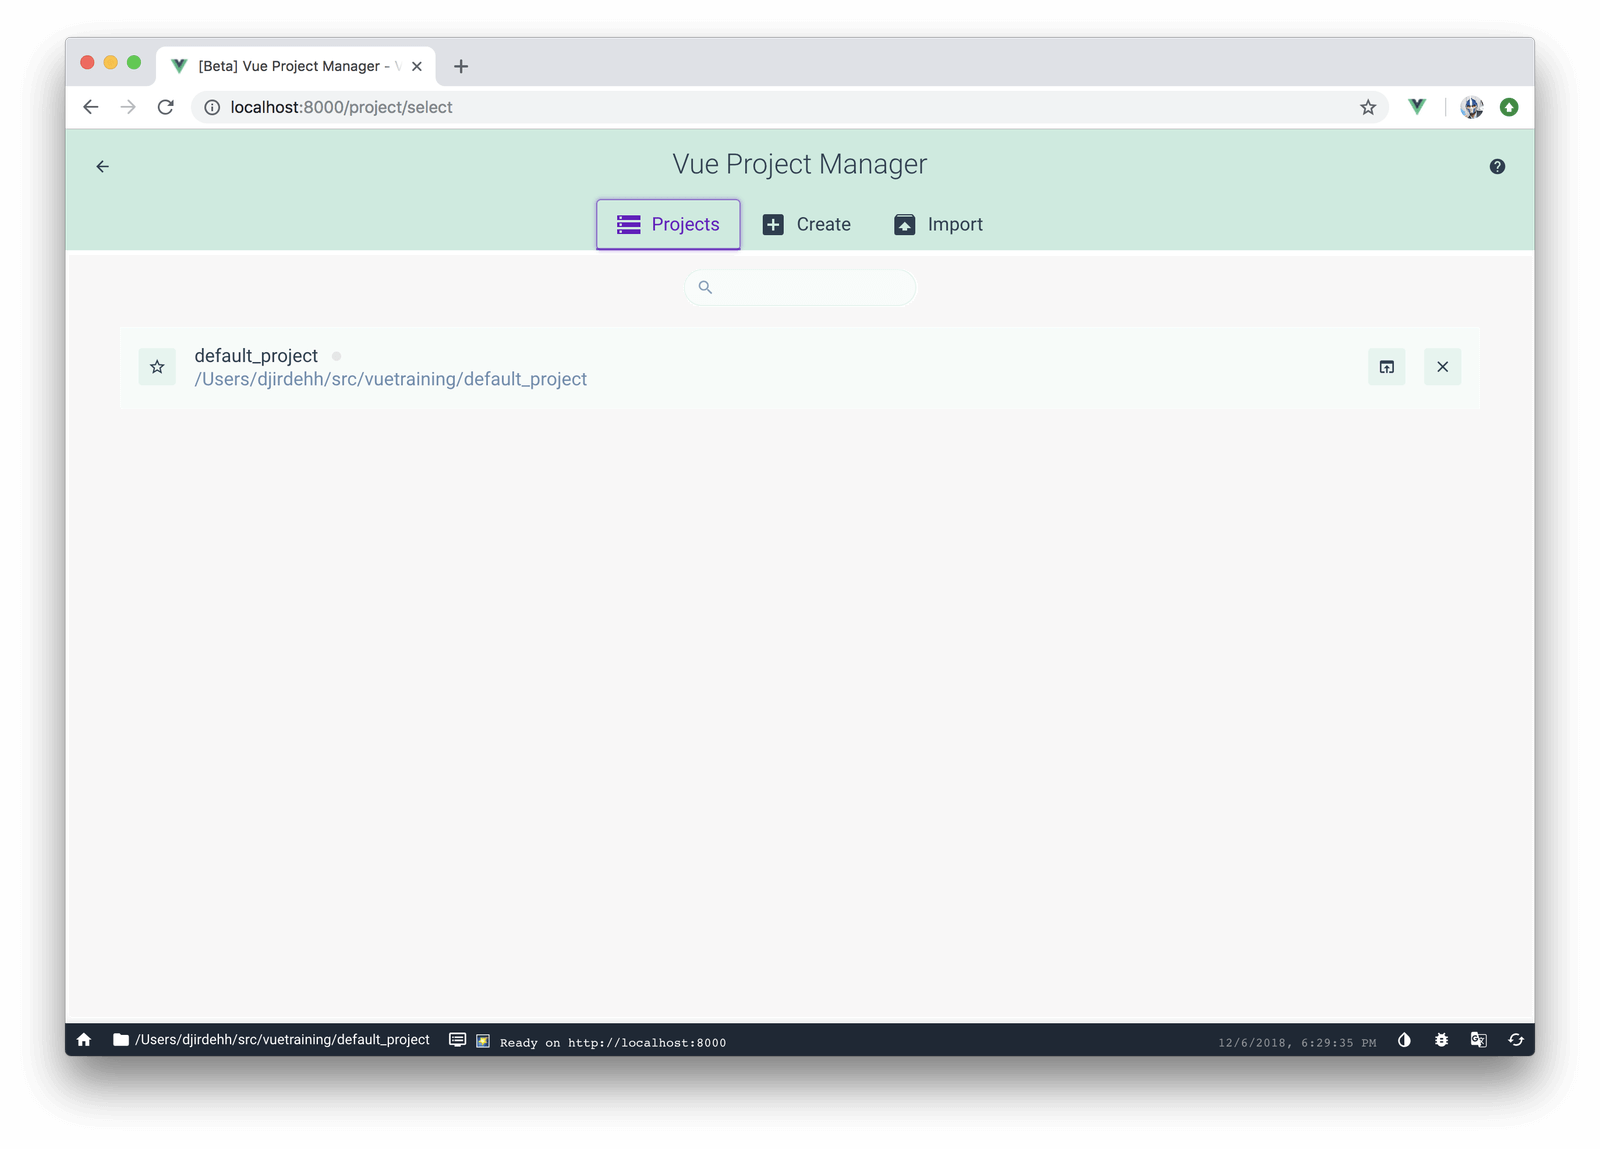 [Beta] Vue Project Manager -
localhost:8000/project/select
Vue Project Manager
Projects
Create
Import
default_project
/Users/djirdehh/src/vuetraining/default_project
/Users/djirdehh/src/vuetraining/default_project
Ready on http://localhost:8000
12/6/2018, 6:29:35 PM